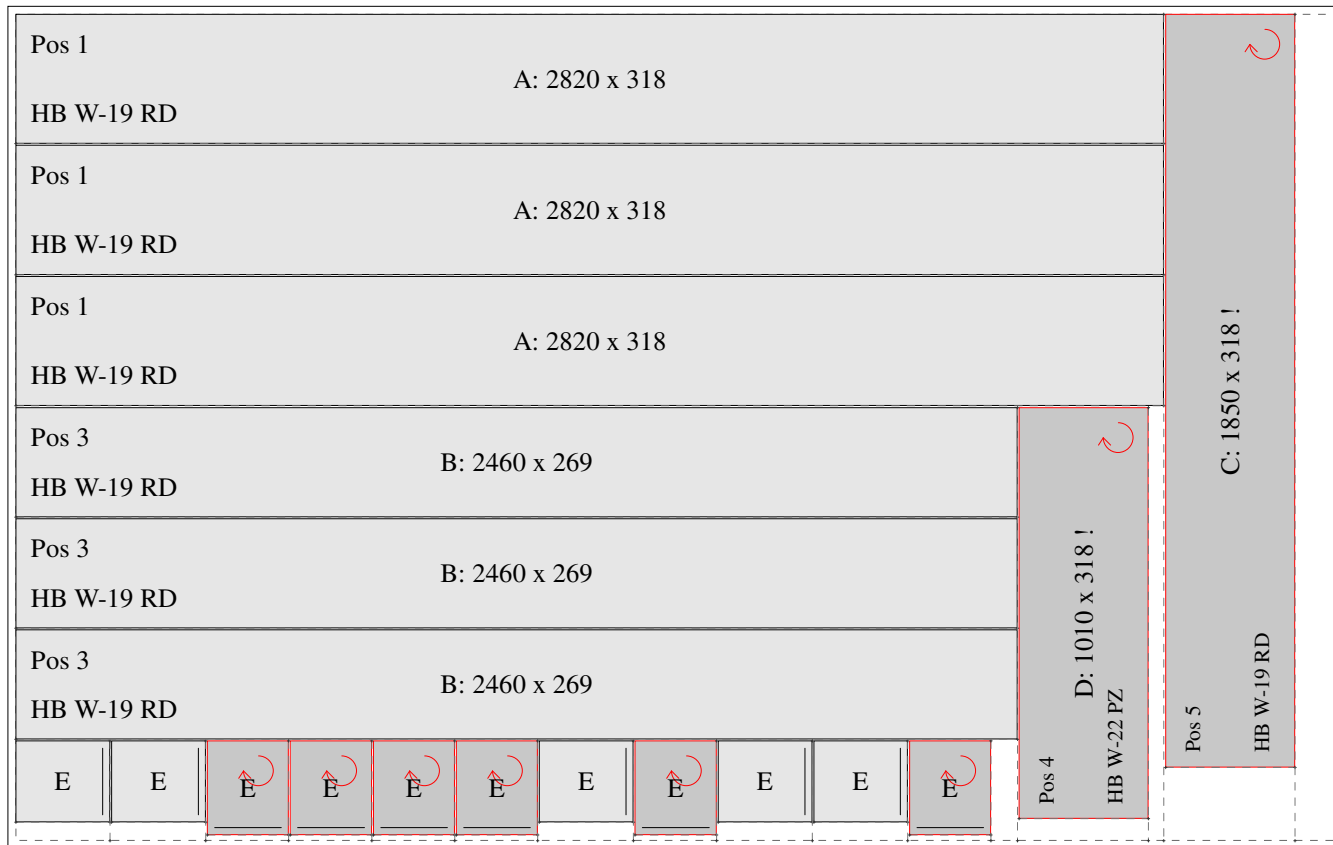 Pos 1
A: 2820 x 318
HB W-19 RD
Pos 1
A: 2820 x 318
HB W-19 RD
Pos 1
A: 2820 x 318
HB W-19 RD
Pos 3
B: 2460 x 269
HB W-19 RD
Pos 3
B: 2460 x 269
HB W-19 RD
Pos 3
B: 2460 x 269
HB W-19 RD
E
E
E
E
E
E
E
E
E
E
E
Pos 4
D: 1010 x 318 !
HB W-22 PZ
Pos 5
C: 1850 x 318 !
HB W-19 RD